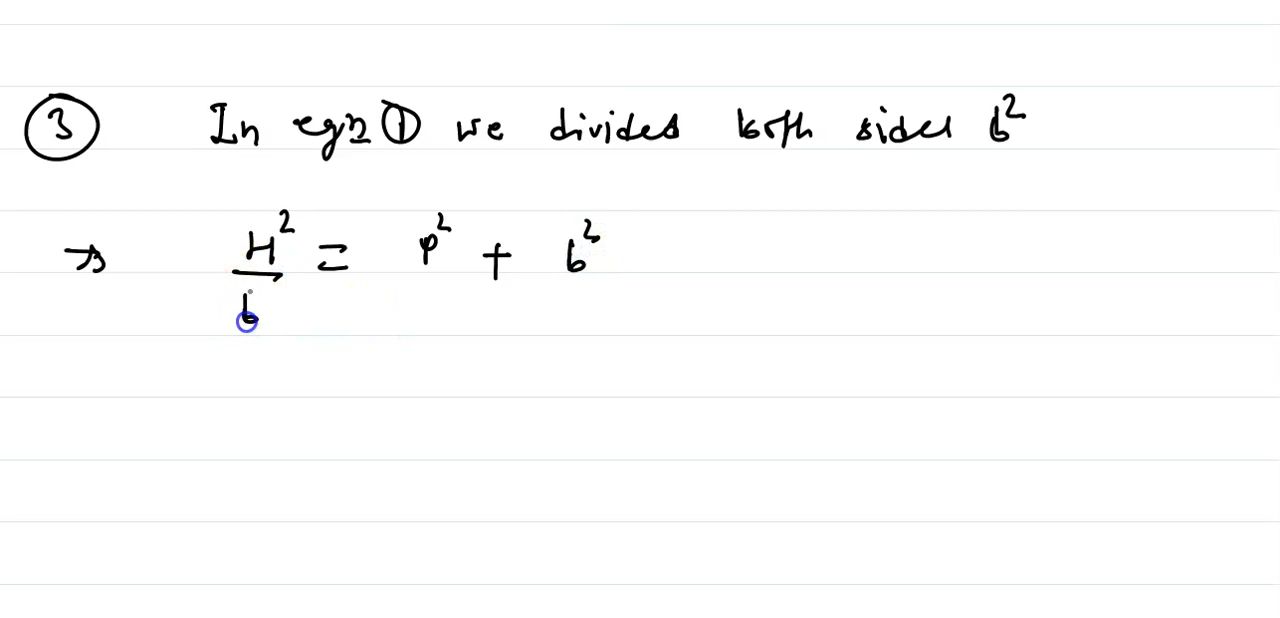 ③ In eqn ① we divided both sides b²
→ H² = p² + b²
b